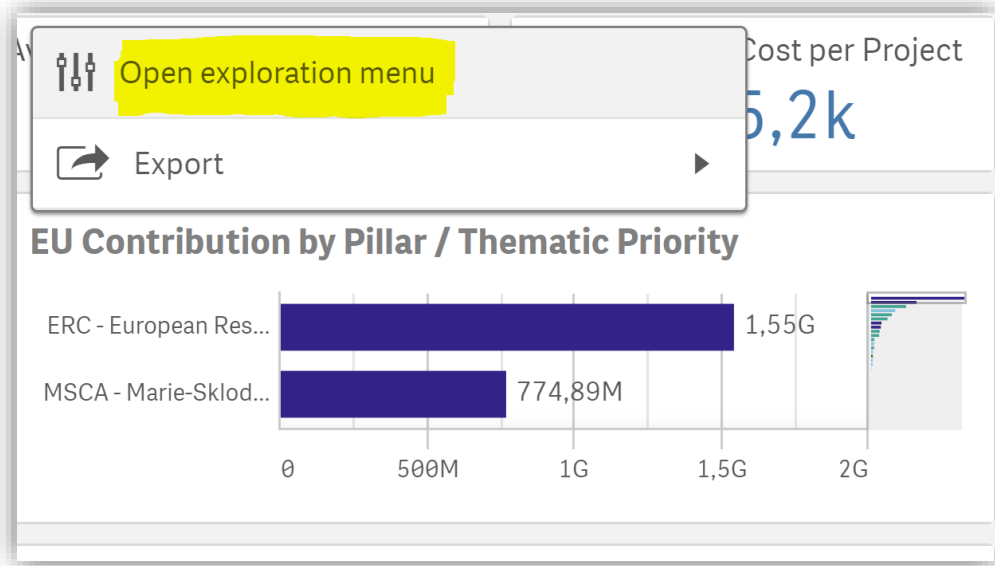 Open exploration menu
Cost per Project
5,2k
Export
EU Contribution by Pillar / Thematic Priority
ERC - European Res...
1,55G
MSCA - Marie-Sklod...
774,89M
0 500M 1G 1,5G 2G